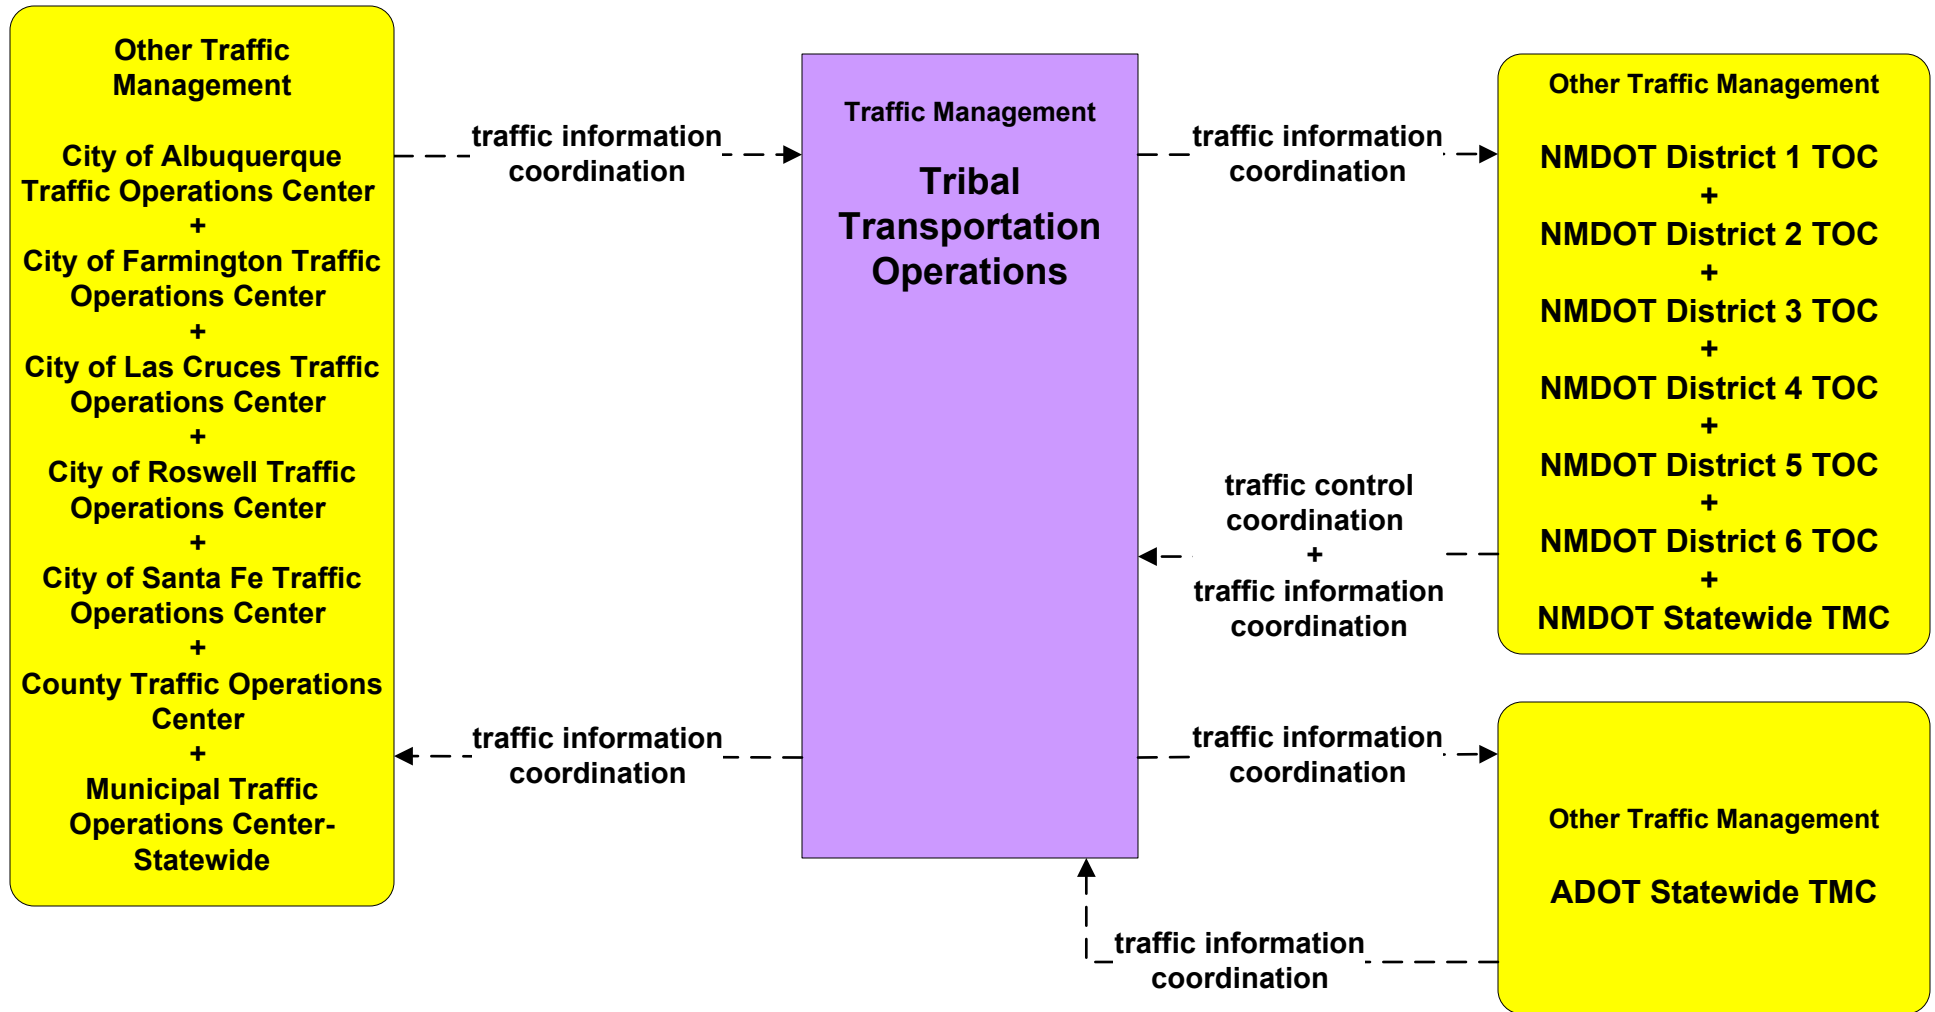 Other Traffic
Management
City of Albuquerque
Traffic Operations Center
+
City of Farmington Traffic
Operations Center
+
City of Las Cruces Traffic
Operations Center
+
City of Roswell Traffic
Operations Center
+
City of Santa Fe Traffic
Operations Center
+
County Traffic Operations
Center
+
Municipal Traffic
Operations Center-
Statewide
traffic information
coordination
traffic information
coordination
Traffic Management
Tribal
Transportation
Operations
traffic information
coordination
traffic control
coordination
+
traffic information
coordination
traffic information
coordination
traffic information
coordination
Other Traffic Management
NMDOT District 1 TOC
+
NMDOT District 2 TOC
+
NMDOT District 3 TOC
+
NMDOT District 4 TOC
+
NMDOT District 5 TOC
+
NMDOT District 6 TOC
+
NMDOT Statewide TMC
Other Traffic Management
ADOT Statewide TMC